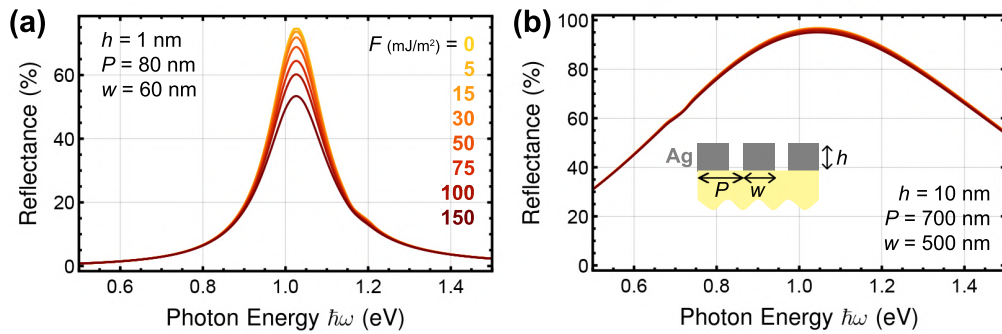 (a)
h = 1 nm
P = 80 nm
w = 60 nm
F (mJ/m²) = 0
5
15
30
50
75
100
150
Reflectance (%)
60
40
20
0
0.6 0.8 1.0 1.2 1.4
Photon Energy ħω (eV)
(b)
Reflectance (%)
100
80
60
40
20
0
Ag
h
P
w
h = 10 nm
P = 700 nm
w = 500 nm
0.6 0.8 1.0 1.2 1.4
Photon Energy ħω (eV)